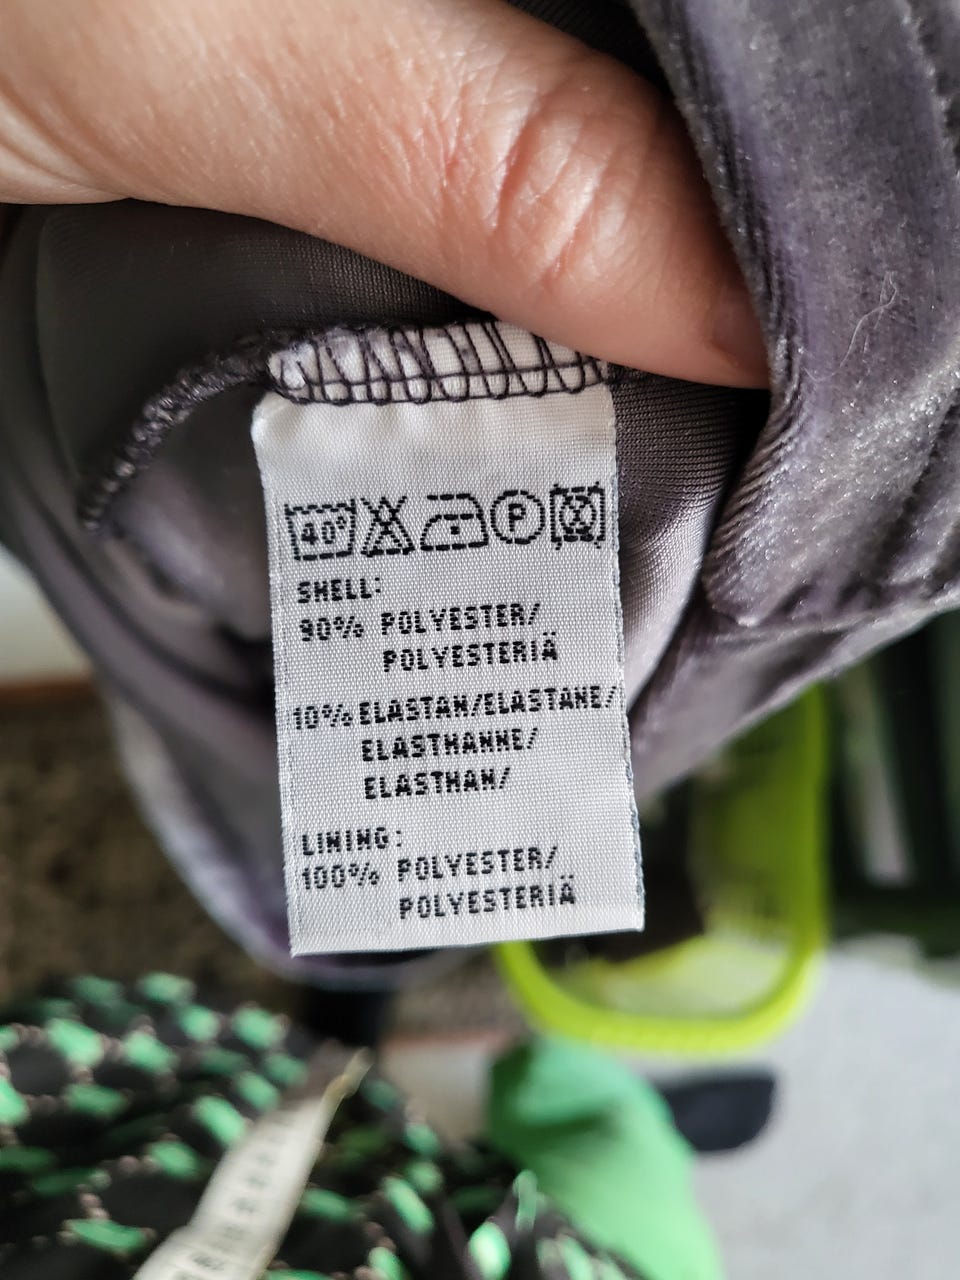 40° P
SHELL:
90% POLYESTER/
POLYESTERIÄ
10% ELASTAN/ELASTANE/
ELASTHANNE/
ELASTHAN/
LINING:
100% POLYESTER/
POLYESTERIÄ